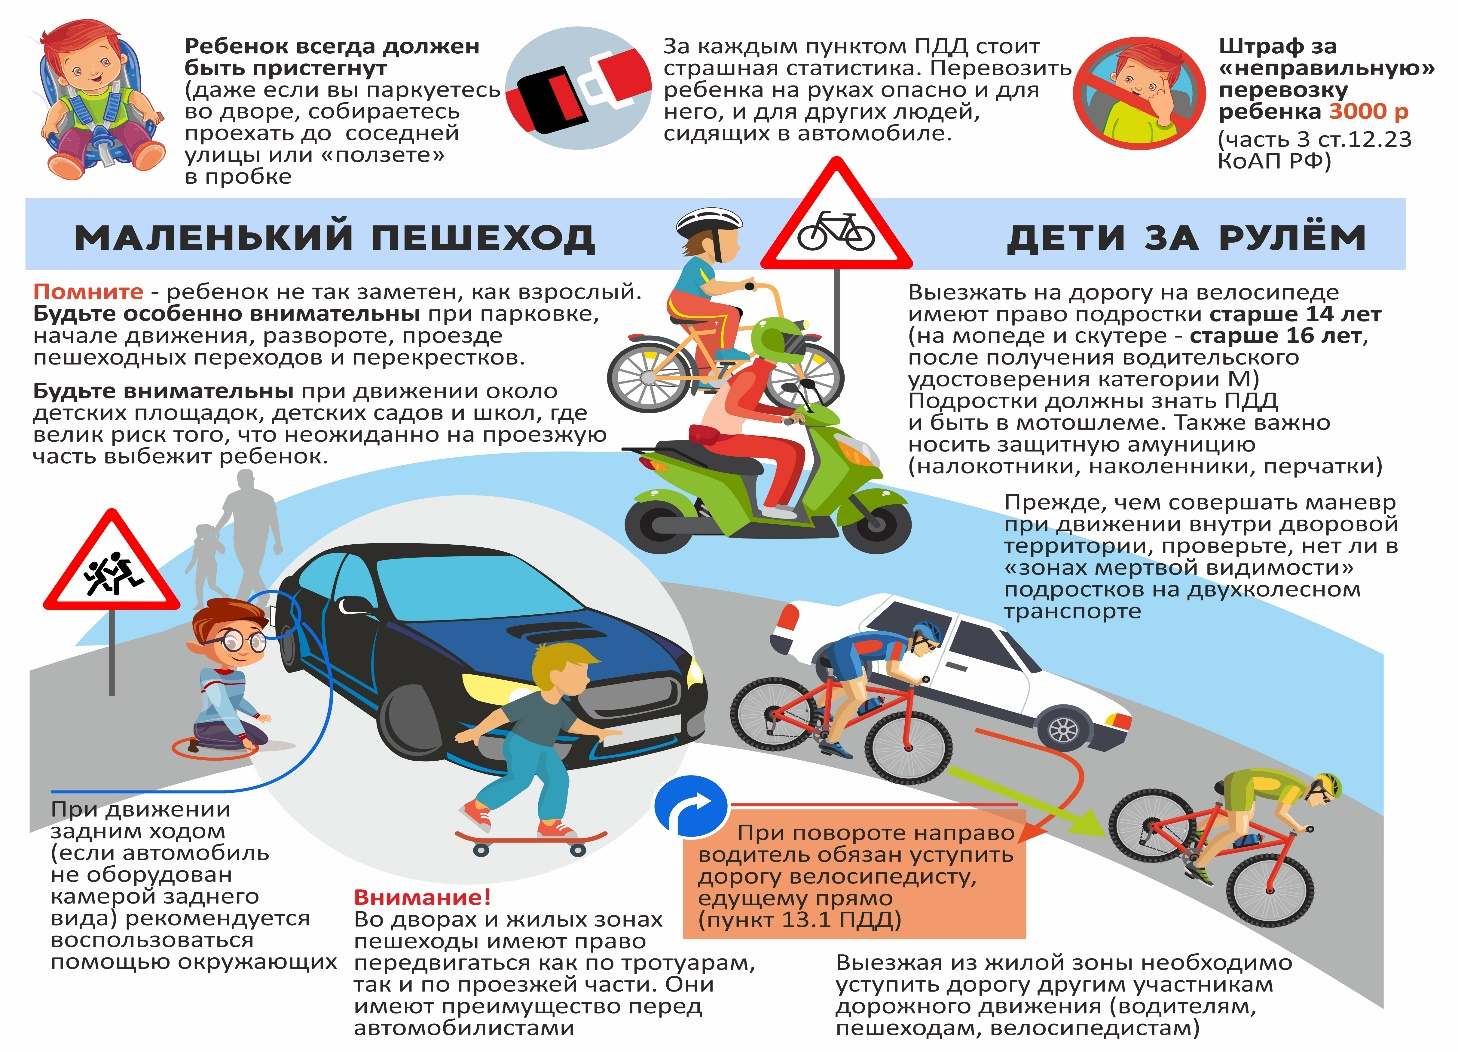 Ребенок всегда должен
быть пристегнут
(даже если вы паркуетесь
во дворе, собираетесь
проехать до соседней
улицы или «ползете»
в пробке
За каждым пунктом ПДД стоит
страшная статистика. Перевозить
ребенка на руках опасно и для
него, и для других людей,
сидящих в автомобиле.
Штраф за
«неправильную»
перевозку
ребенка 3000 р
(часть 3 ст.12.23
КоАП РФ)
МАЛЕНЬКИЙ ПЕШЕХОД
Помните - ребенок не так заметен, как взрослый.
Будьте особенно внимательны при парковке,
начале движения, развороте, проезде
пешеходных переходов и перекрестков.
Будьте внимательны при движении около
детских площадок, детских садов и школ, где
велик риск того, что неожиданно на проезжую
часть выбежит ребенок.
ДЕТИ ЗА РУЛЁМ
Выезжать на дорогу на велосипеде
имеют право подростки старше 14 лет
(на мопеде и скутере - старше 16 лет,
после получения водительского
удостоверения категории М)
Подростки должны знать ПДД
и быть в мотошлеме. Также важно
носить защитную амуницию
(налокотники, наколенники, перчатки)
Прежде, чем совершать маневр
при движении внутри дворовой
территории, проверьте, нет ли в
«зонах мертвой видимости»
подростков на двухколесном
транспорте
При движении
задним ходом
(если автомобиль
не оборудован
камерой заднего
вида) рекомендуется
воспользоваться
помощью окружающих
Внимание!
Во дворах и жилых зонах
пешеходы имеют право
передвигаться как по тротуарам,
так и по проезжей части. Они
имеют преимущество перед
автомобилистами
При повороте направо
водитель обязан уступить
дорогу велосипедисту,
едущему прямо
(пункт 13.1 ПДД)
Выезжая из жилой зоны необходимо
уступить дорогу другим участникам
дорожного движения (водителям,
пешеходам, велосипедистам)